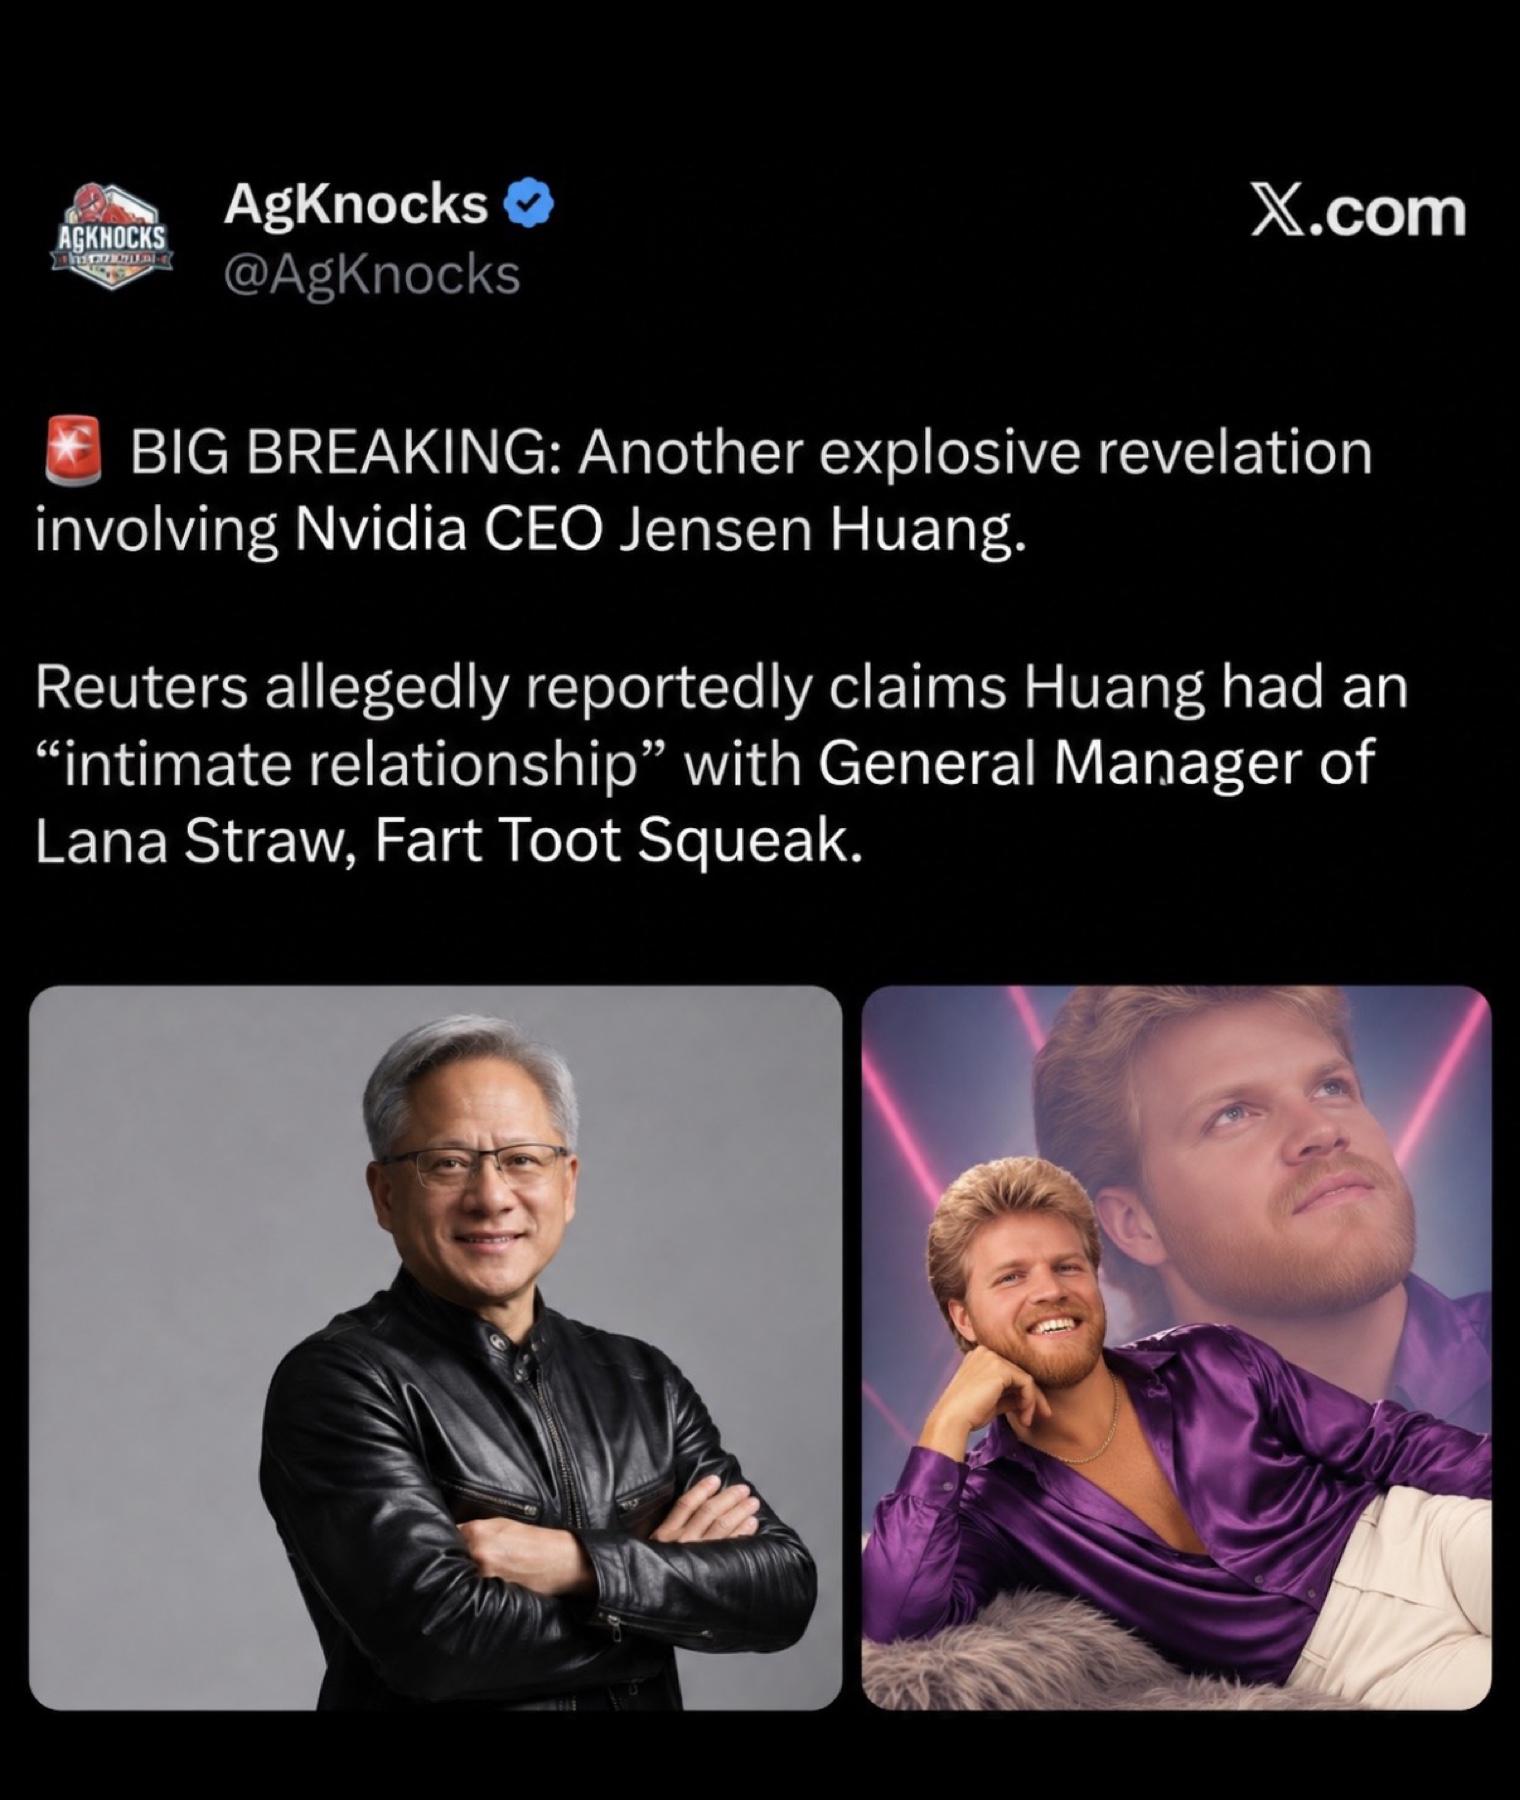 AGKNOCKS
AgKnocks
@AgKnocks
X.com
🚨 BIG BREAKING: Another explosive revelation
involving Nvidia CEO Jensen Huang.
Reuters allegedly reportedly claims Huang had an
“intimate relationship” with General Manager of
Lana Straw, Fart Toot Squeak.